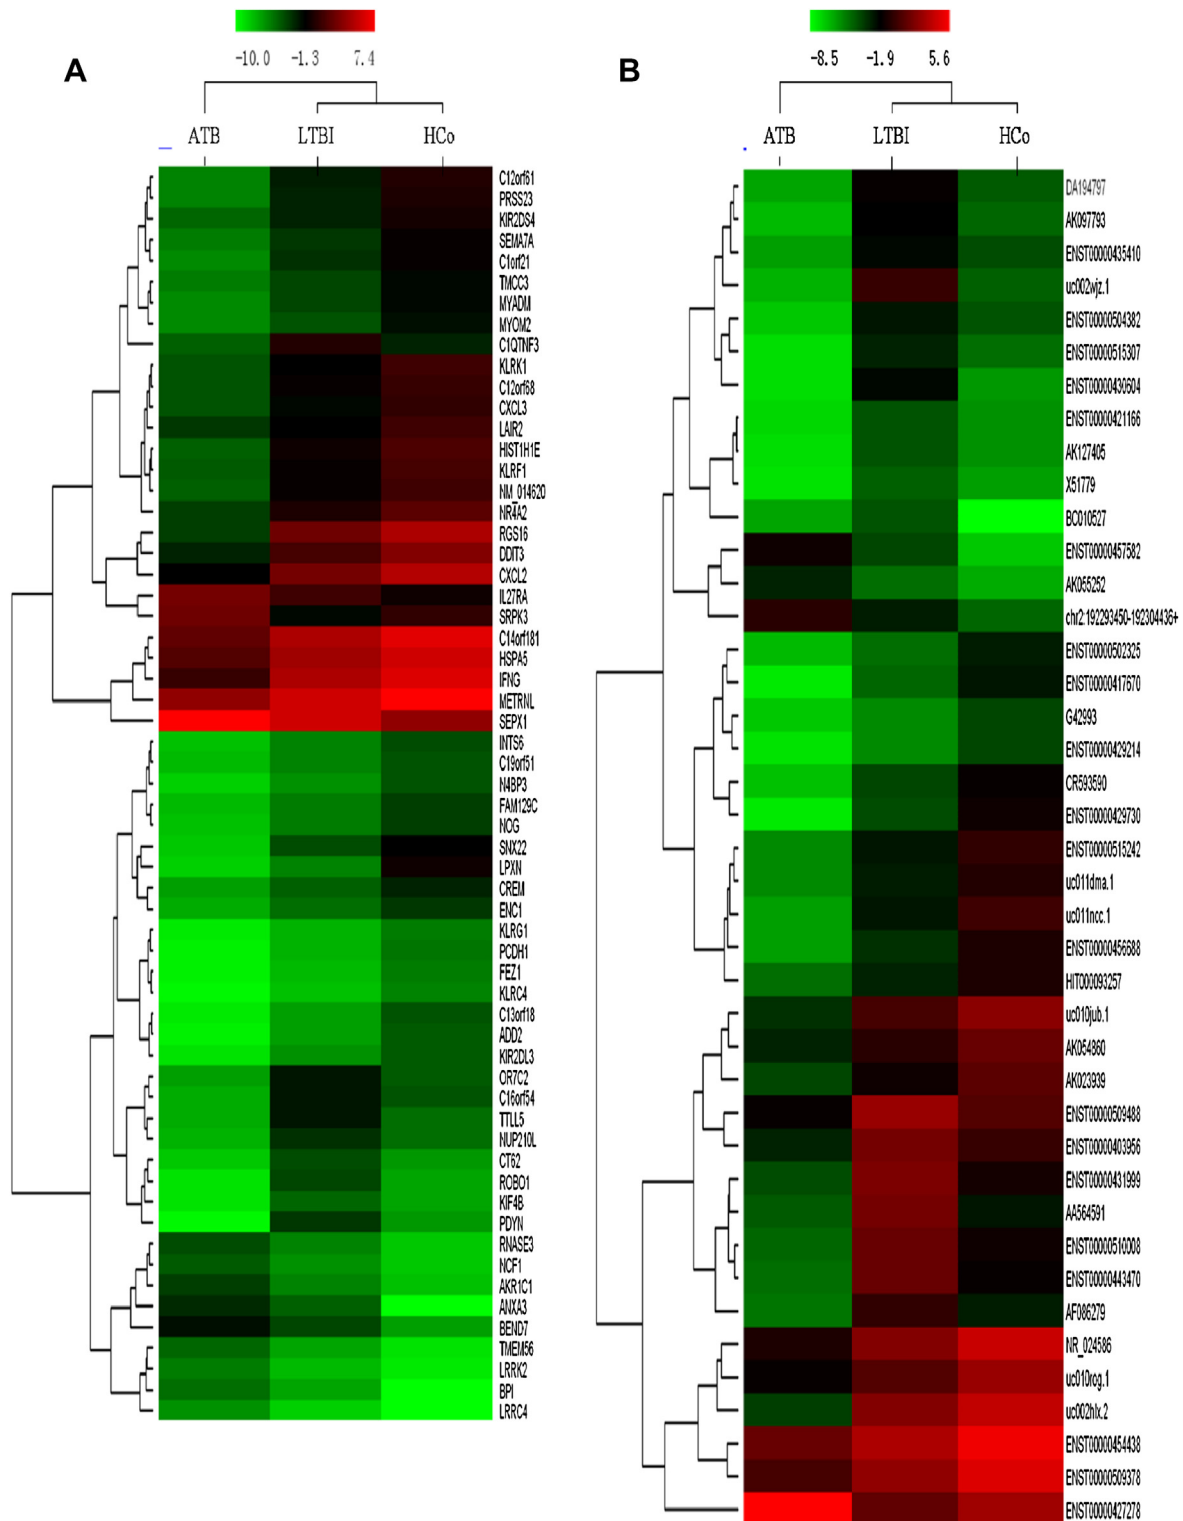 -10.0 -1.3 7.4
A
ATB LTBI HCo
C12orf61
PRSS23
KIR2DS4
SEMA7A
C1orf21
TMCC3
MYADM
MYOM2
C1QTNF3
KLRK1
C12orf68
CXCL3
LAIR2
HIST1H1E
KLRF1
NM_014620
NR4A2
RGS16
DDIT3
CXCL2
IL27RA
SRPK3
C14orf181
HSPA5
IFNG
METRNL
SEPX1
INTS6
C19orf51
N4BP3
FAM129C
NOG
SNX22
LPXN
CREM
ENC1
KLRG1
PCDH1
FEZ1
KLRC4
C13orf18
ADD2
KIR2DL3
OR7C2
C16orf54
TTLL5
NUP210L
CT62
ROBO1
KIF4B
PDYN
RNASE3
NCF1
AKR1C1
ANXA3
BEND7
TMEM56
LRRK2
BPI
LRRC4
-8.5 -1.9 5.6
B
ATB LTBI HCo
DA194797
AK097793
ENST00000435410
uc002wjz.1
ENST00000504382
ENST00000515307
ENST00000430604
ENST00000421166
AK127405
X51779
BC010527
ENST00000457582
AK055252
chr2:192293450-192304436+
ENST00000502325
ENST00000417670
G42993
ENST00000429214
CR593590
ENST00000429730
ENST00000515242
uc011dma.1
uc011ncc.1
ENST00000456688
HIT000093257
uc010jub.1
AK054860
AK023939
ENST00000509488
ENST00000403956
ENST00000431999
AA564591
ENST00000510008
ENST00000443470
AF086279
NR_024586
uc010rog.1
uc002hlx.2
ENST00000454438
ENST00000509378
ENST00000427278